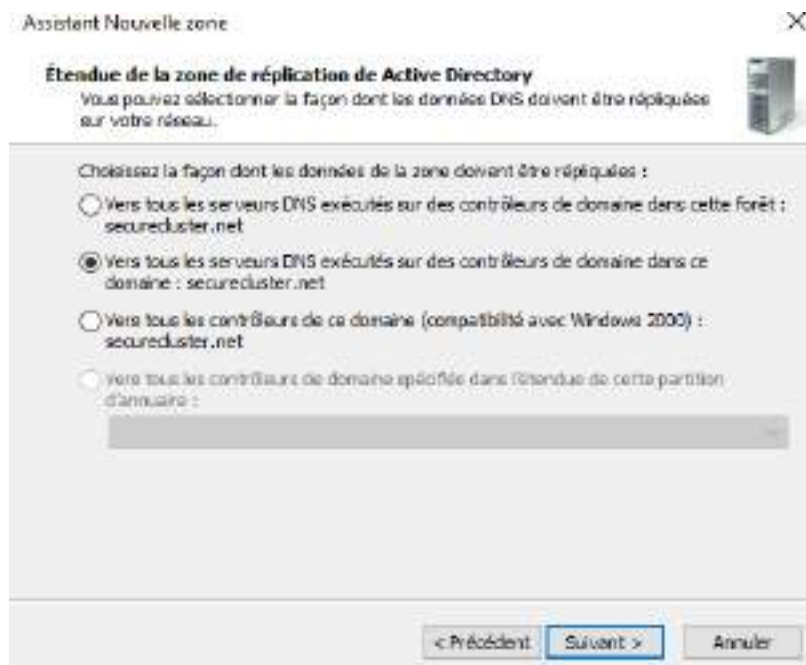 Assistant Nouvelle zone
Étendue de la zone de réplication de Active Directory
Vous pouvez sélectionner la façon dont les données DNS doivent être répliquées
sur votre réseau.
Choisissez la façon dont les données de la zone doivent être répliquées :
Vers tous les serveurs DNS exécutés sur des contrôleurs de domaine dans cette forêt :
securecluster.net
Vers tous les serveurs DNS exécutés sur des contrôleurs de domaine dans ce
domaine : securecluster.net
Vers tous les contrôleurs de ce domaine (compatibilité avec Windows 2000) :
securecluster.net
Vers tous les contrôleurs de domaine spécifiés dans l'étendue de cette partition
d'annuaire :
< Précédent
Suivant >
Annuler